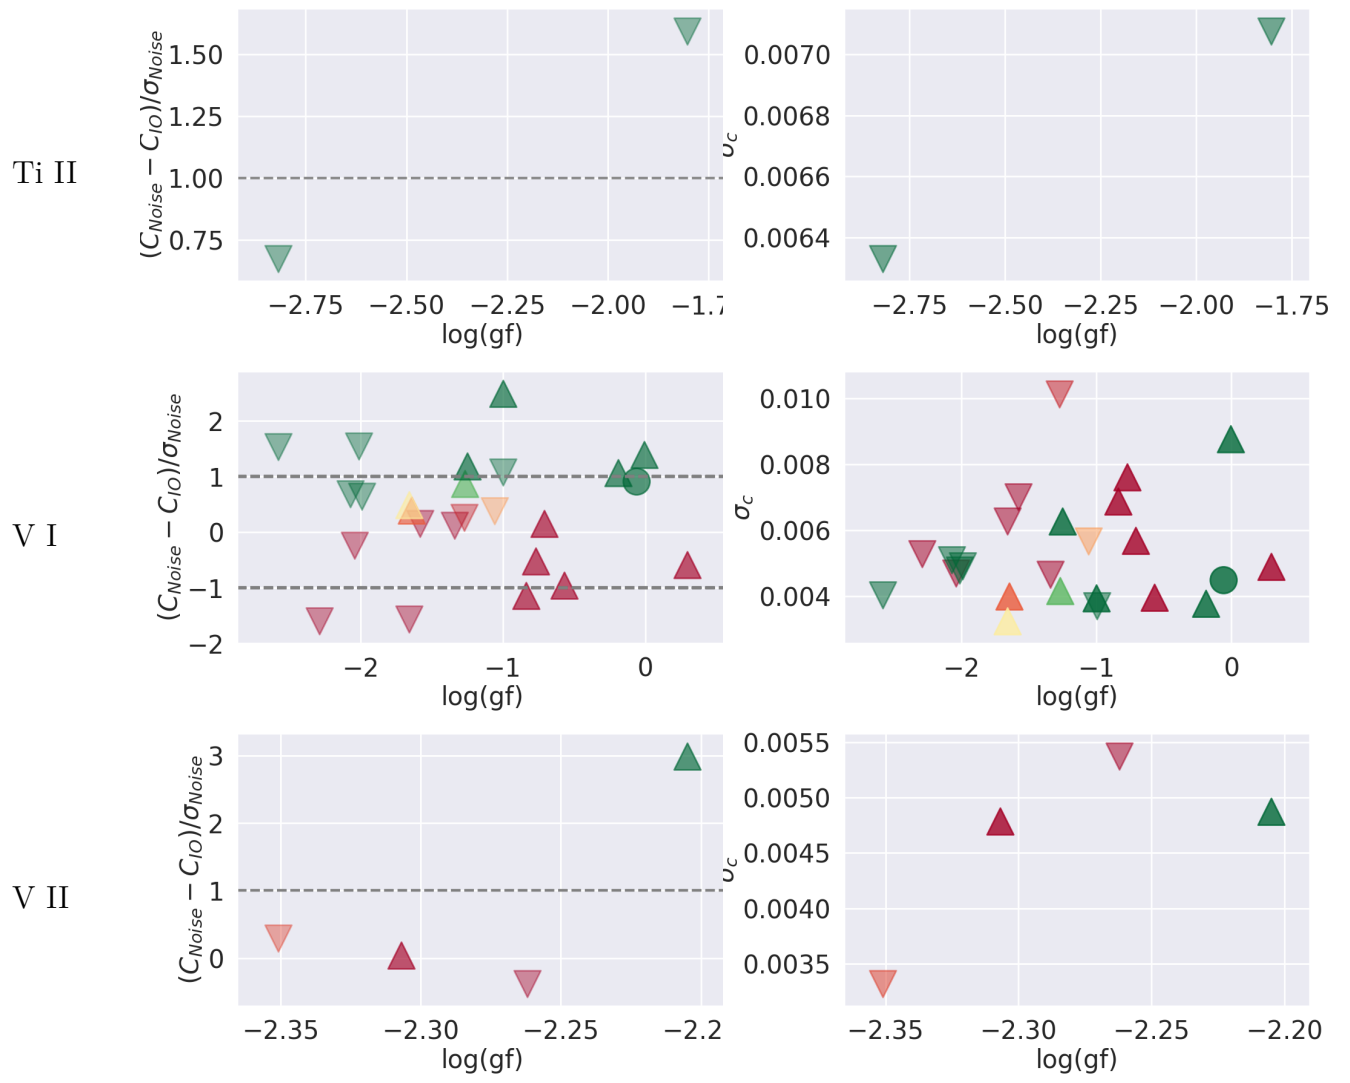 Ti II
(C_Noise − C_IO)/σ_Noise
1.50
1.25
1.00
0.75
−2.75 −2.50 −2.25 −2.00 −1.7
log(gf)
σ_c
0.0070
0.0068
0.0066
0.0064
−2.75 −2.50 −2.25 −2.00 −1.75
log(gf)
V I
(C_Noise − C_IO)/σ_Noise
2
1
0
−1
−2
−2 −1 0
log(gf)
σ_c
0.010
0.008
0.006
0.004
−2 −1 0
log(gf)
V II
(C_Noise − C_IO)/σ_Noise
3
2
1
0
−2.35 −2.30 −2.25 −2.2
log(gf)
σ_c
0.0055
0.0050
0.0045
0.0040
0.0035
−2.35 −2.30 −2.25 −2.20
log(gf)